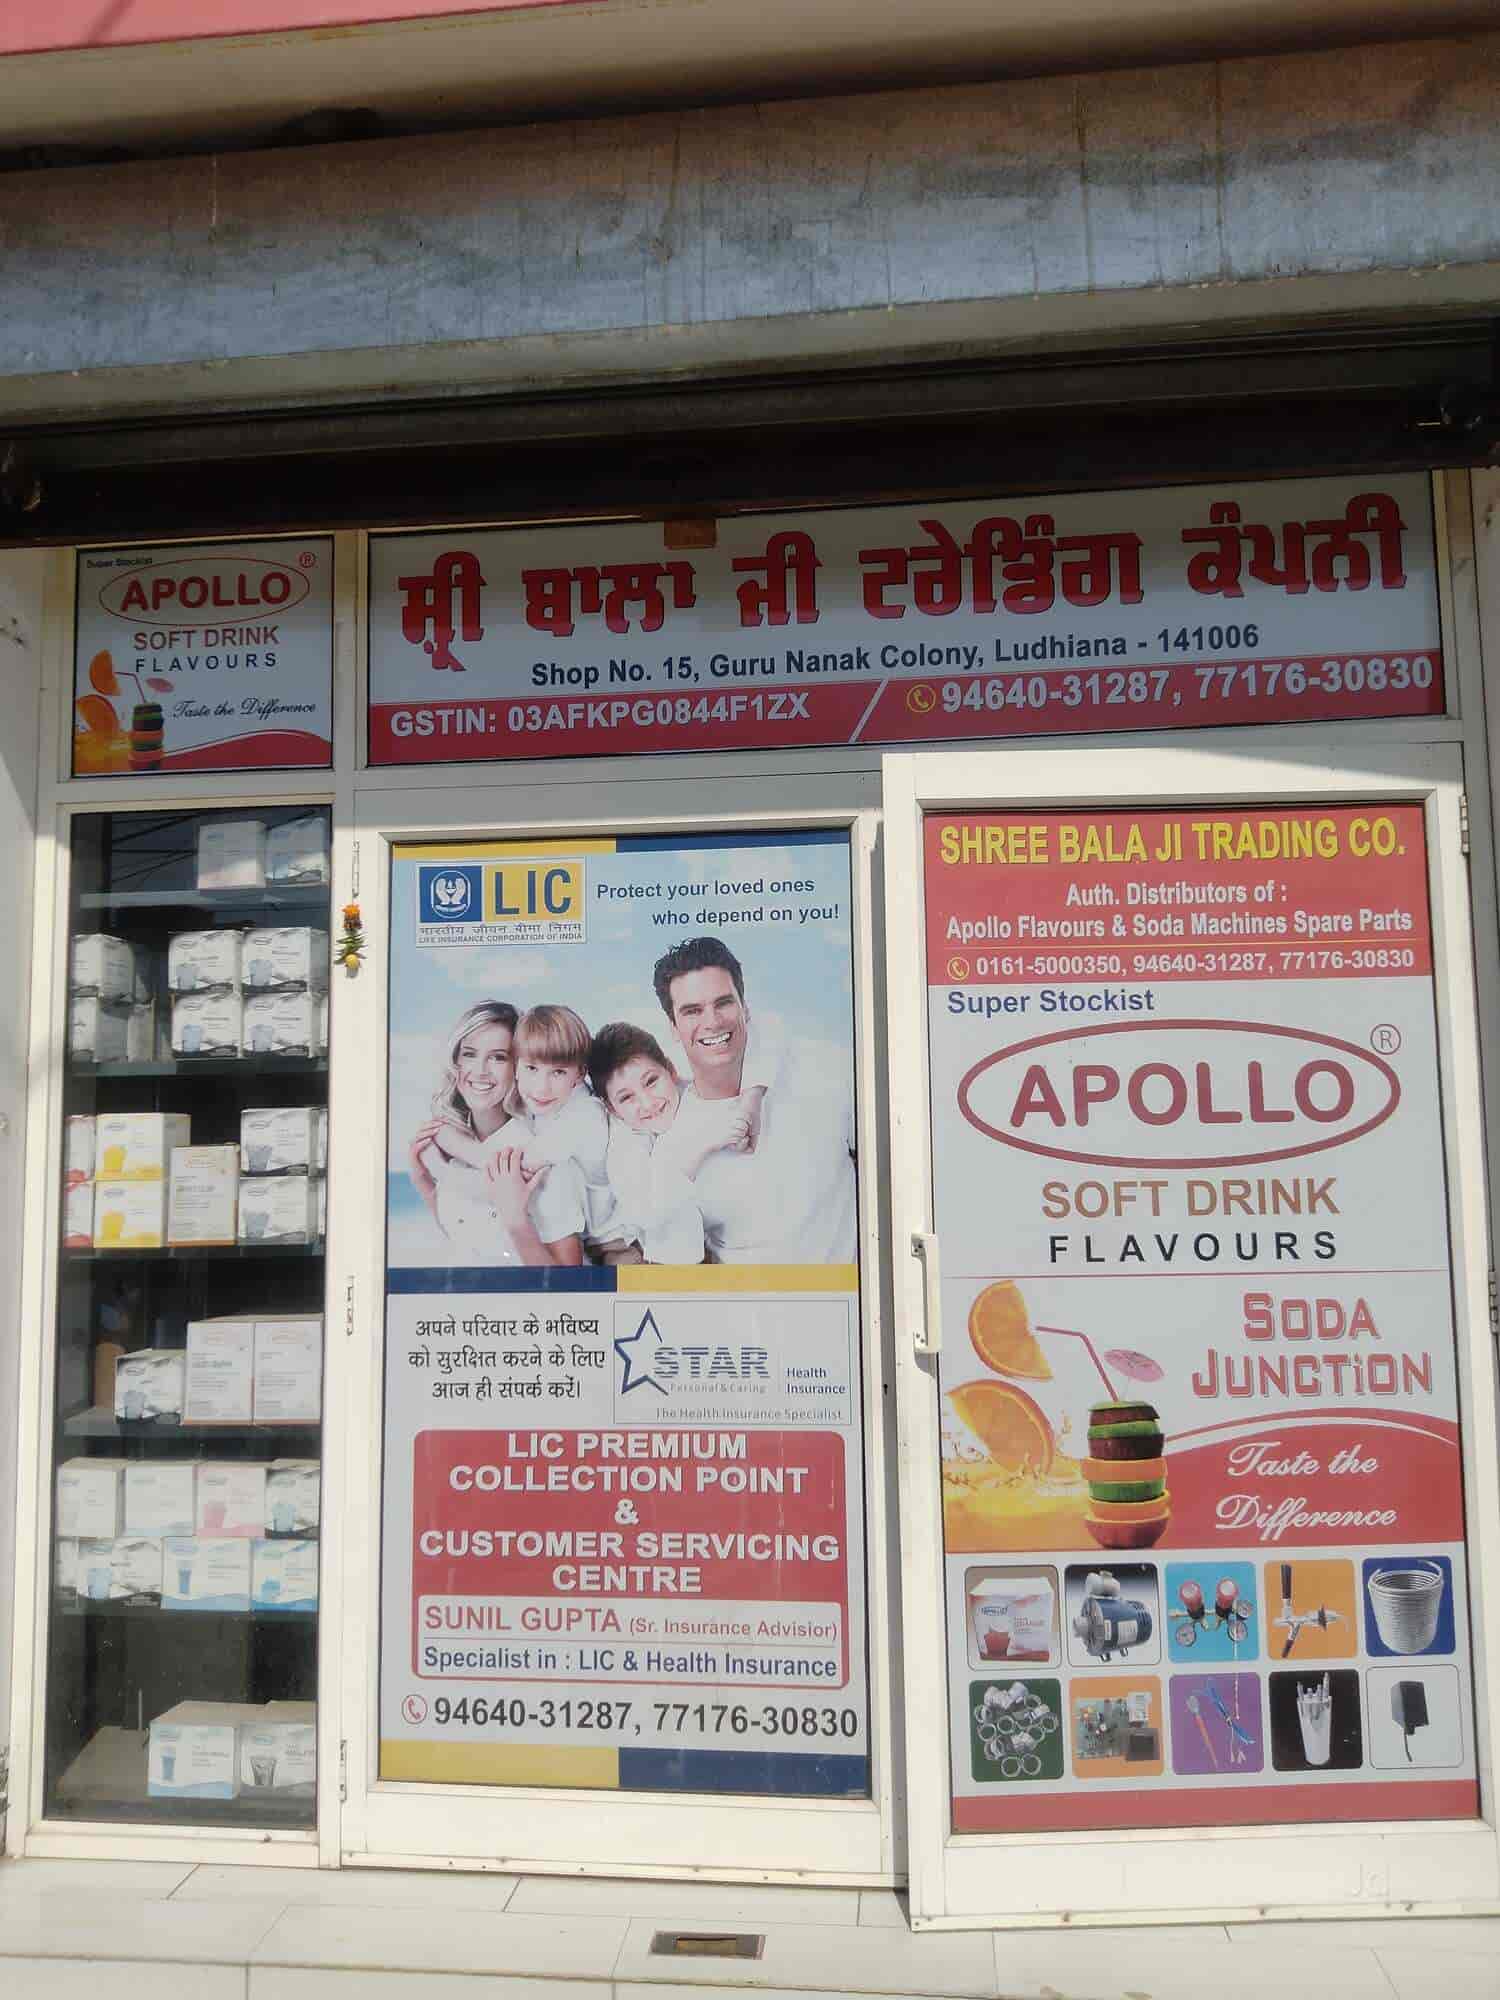 Super Stockist
APOLLO ®
SOFT DRINK
FLAVOURS
Taste the Difference
ਸ਼੍ਰੀ ਬਾਲਾ ਜੀ ਟਰੇਡਿੰਗ ਕੰਪਨੀ
Shop No. 15, Guru Nanak Colony, Ludhiana - 141006
GSTIN: 03AFKPG0844F1ZX / 94640-31287, 77176-30830
LIC
भारतीय जीवन बीमा निगम
LIFE INSURANCE CORPORATION OF INDIA
Protect your loved ones
who depend on you!
अपने परिवार के भविष्य
को सुरक्षित करने के लिए
आज ही संपर्क करें।
STAR
Personal & Caring
Health
Insurance
The Health Insurance Specialist
LIC PREMIUM
COLLECTION POINT
&
CUSTOMER SERVICING
CENTRE
SUNIL GUPTA (Sr. Insurance Advisior)
Specialist in : LIC & Health Insurance
94640-31287, 77176-30830
SHREE BALA JI TRADING CO.
Auth. Distributors of :
Apollo Flavours & Soda Machines Spare Parts
0161-5000350, 94640-31287, 77176-30830
Super Stockist
APOLLO ®
SOFT DRINK
FLAVOURS
SODA
JUNCTiON
Taste the
Difference
Jd